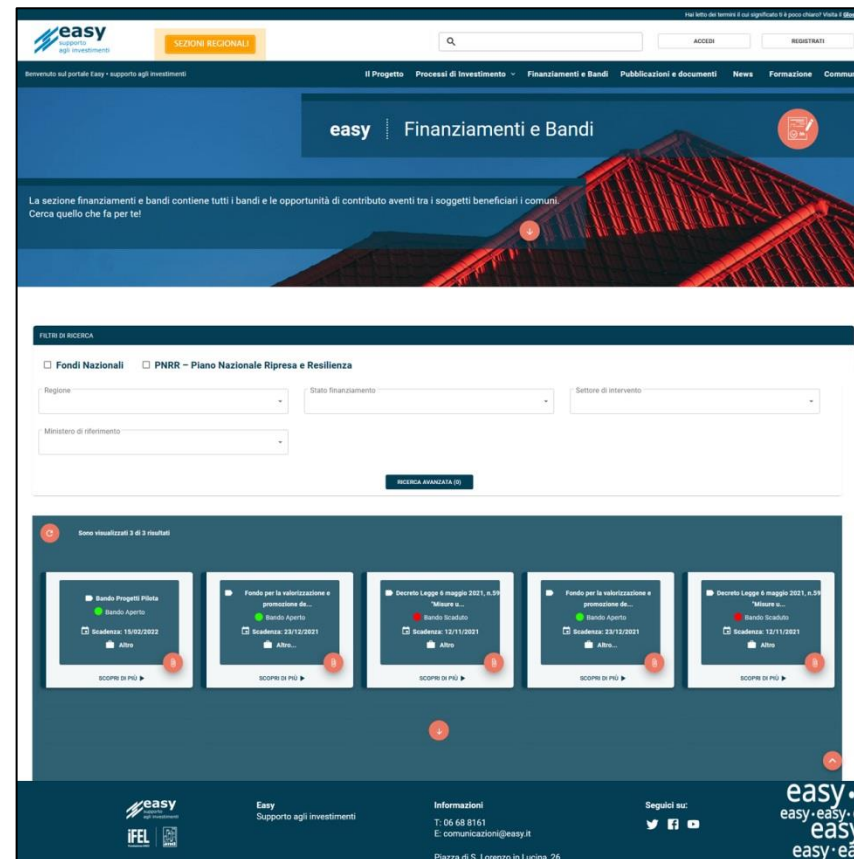 Hai letto dei termini il cui significato ti è poco chiaro? Visita il
easy
supporto
agli investimenti
SEZIONI REGIONALI
ACCEDI
REGISTRATI
Benvenuto sul portale Easy • supporto agli investimenti
Il Progetto
Processi di Investimento
Finanziamenti e Bandi
Pubblicazioni e documenti
News
Formazione
Commun
easy
Finanziamenti e Bandi
La sezione finanziamenti e bandi contiene tutti i bandi e le opportunità di contributo aventi tra i soggetti beneficiari i comuni.
Cerca quello che fa per te!
FILTRI DI RICERCA
Fondi Nazionali
PNRR – Piano Nazionale Ripresa e Resilienza
Regione
Stato finanziamento
Settore di intervento
Ministero di riferimento
RICERCA AVANZATA (0)
Sono visualizzati 3 di 3 risultati
Bando Progetti Pilota
Bando Aperto
Scadenza: 15/02/2022
Altro
SCOPRI DI PIÙ
Fondo per la valorizzazione e
promozione de...
Bando Aperto
Scadenza: 23/12/2021
Altro...
SCOPRI DI PIÙ
Decreto Legge 6 maggio 2021, n.59
"Misure u...
Bando Scaduto
Scadenza: 12/11/2021
Altro
SCOPRI DI PIÙ
Fondo per la valorizzazione e
promozione de...
Bando Aperto
Scadenza: 23/12/2021
Altro...
SCOPRI DI PIÙ
Decreto Legge 6 maggio 2021, n.59
"Misure u...
Bando Scaduto
Scadenza: 12/11/2021
Altro
SCOPRI DI PIÙ
easy
supporto
agli investimenti
IFEL
Easy
Supporto agli investimenti
Informazioni
T: 06 68 8161
E: comunicazioni@easy.it
Piazza di S. Lorenzo in Lucina, 26
Seguici su:
easy•
easy•easy•
easy
easy•ea